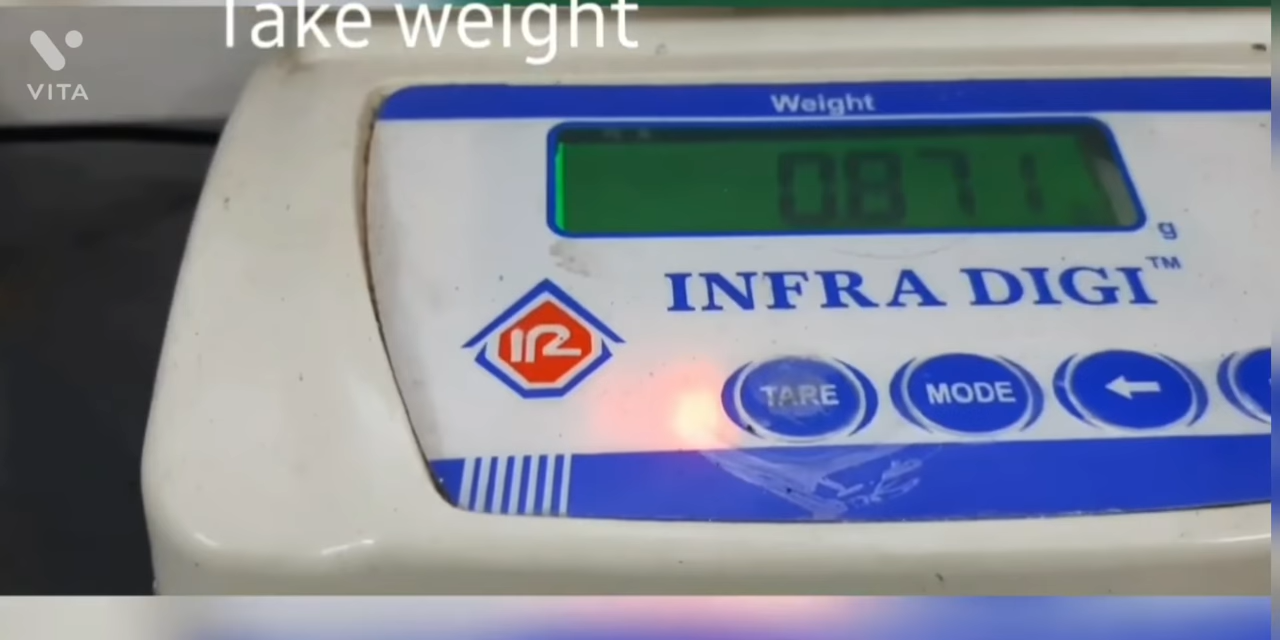 Take weight
VITA
Weight
0871
g
INFRA DIGI™
TARE
MODE